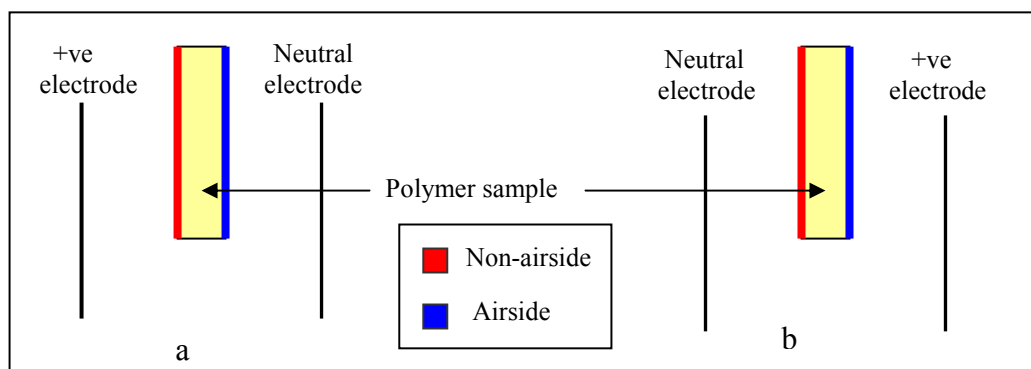 +ve
electrode
Neutral
electrode
Neutral
electrode
+ve
electrode
Polymer sample
Non-airside
Airside
a
b